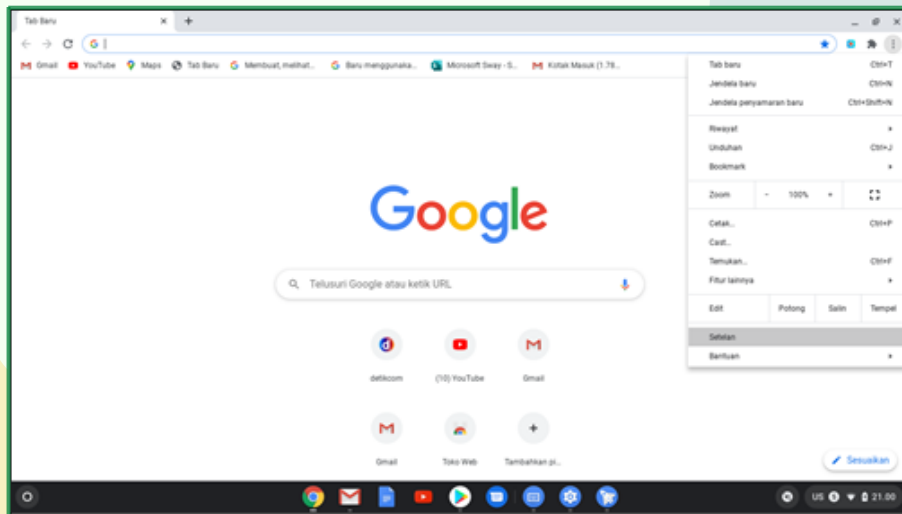 Tab Baru
Gmail YouTube Maps Tab Baru Membuat, melihat... Baru menggunaka... Microsoft Sway - S... Kotak Masuk (1.78...
Tab baru Ctrl+T
Jendela baru Ctrl+N
Jendela penyamaran baru Ctrl+Shift+N
Riwayat
Unduhan Ctrl+J
Bookmark
Zoom - 100% +
Cetak... Ctrl+P
Cast...
Temukan... Ctrl+F
Fitur lainnya
Edit Potong Salin Tempel
Setelan
Bantuan
Google
Telusuri Google atau ketik URL
detikcom (10) YouTube Gmail
Gmail Toko Web Tambahkan pi...
Sesuaikan
US 21.00